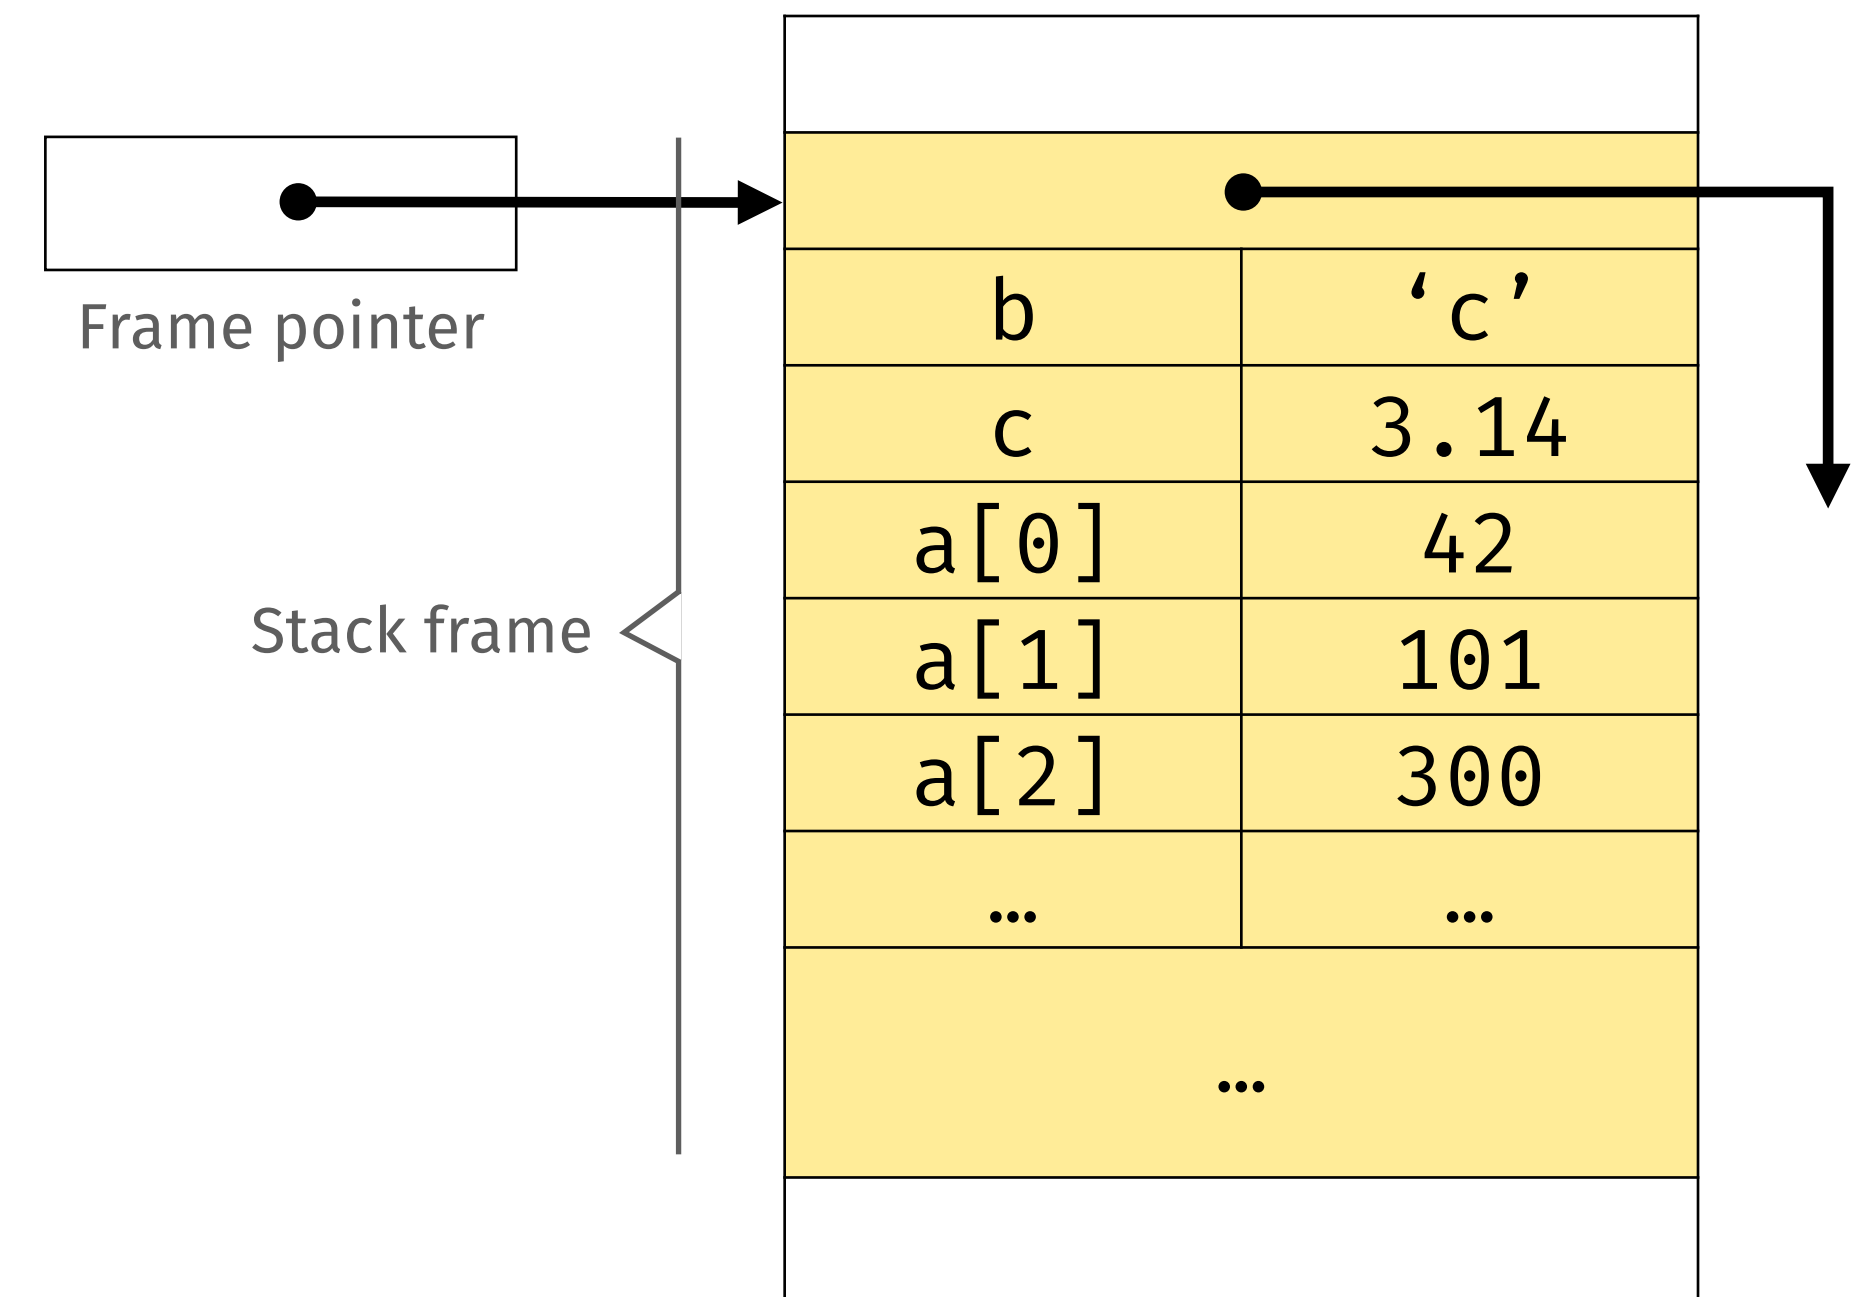 Frame pointer
b ‘c’
c 3.14
a[0] 42
a[1] 101
Stack frame
a[2] 300
… …
…